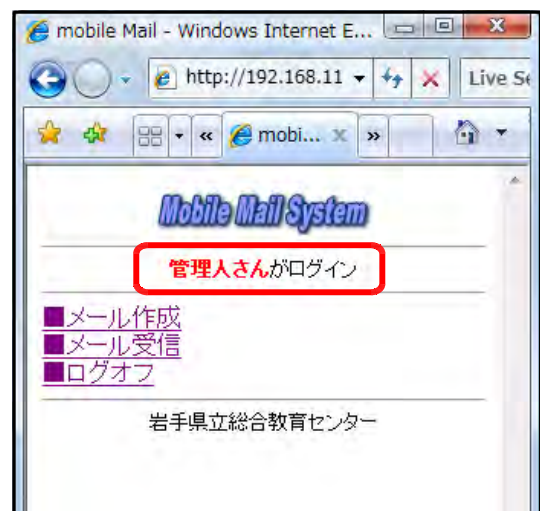 mobile Mail - Windows Internet E...
http://192.168.11
Live Se
mobi...
Mobile Mail System
管理人さんがログイン
■メール作成
■メール受信
■ログオフ
岩手県立総合教育センター